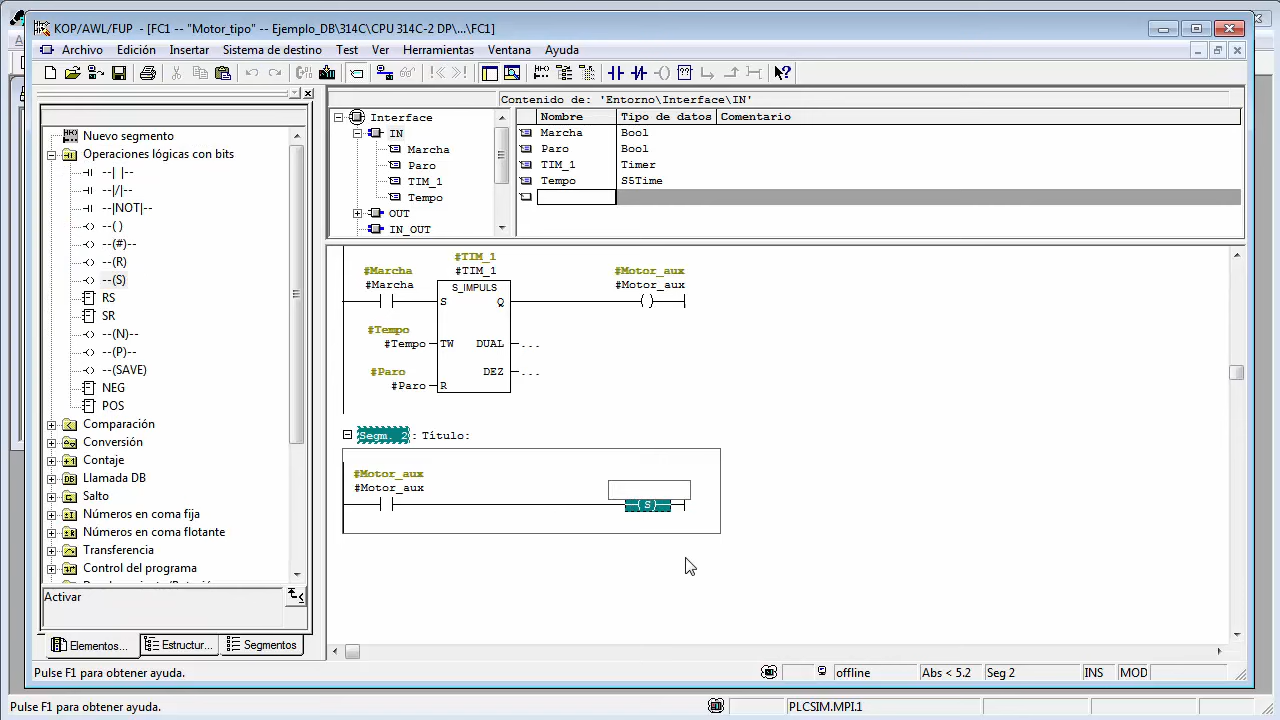 KOP/AWL/FUP - [FC1 -- "Motor_tipo" -- Ejemplo_DB\314C\CPU 314C-2 DP\...\FC1]
Archivo Edición Insertar Sistema de destino Test Ver Herramientas Ventana Ayuda
Contenido de: 'Entorno\Interface\IN'
Interface
IN
Marcha
Paro
TIM_1
Tempo
OUT
IN_OUT
Nombre Tipo de datos Comentario
Marcha Bool
Paro Bool
TIM_1 Timer
Tempo S5Time
Nuevo segmento
Operaciones lógicas con bits
--| |--
--|/|--
--|NOT|--
--( )
--(#)--
--(R)
--(S)
RS
SR
--(N)--
--(P)--
--(SAVE)
NEG
POS
Comparación
Conversión
Contaje
Llamada DB
Salto
Números en coma fija
Números en coma flotante
Transferencia
Control del programa
Activar
Elementos... Estructur... Segmentos
#TIM_1
#Marcha #TIM_1 #Motor_aux
#Marcha S_IMPULS #Motor_aux
S Q
#Tempo
#Tempo TW DUAL ...
#Paro DEZ ...
#Paro R
Segm. 2 : Título:
#Motor_aux
#Motor_aux
(S)
Pulse F1 para obtener ayuda. offline Abs < 5.2 Seg 2 INS MOD
Pulse F1 para obtener ayuda. PLCSIM.MPI.1